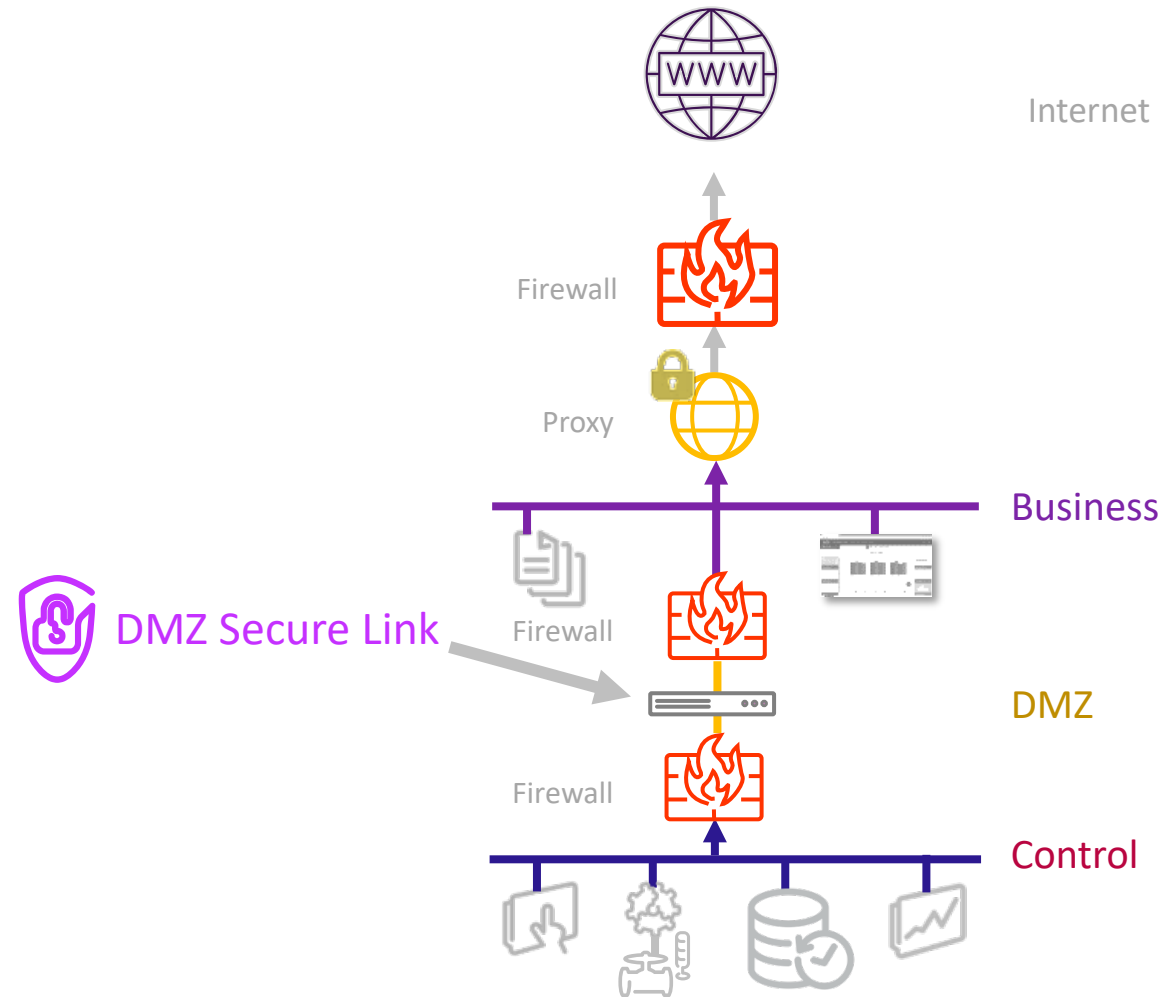 WWW
Internet
Firewall
Proxy
Business
Firewall
DMZ Secure Link
DMZ
Firewall
Control